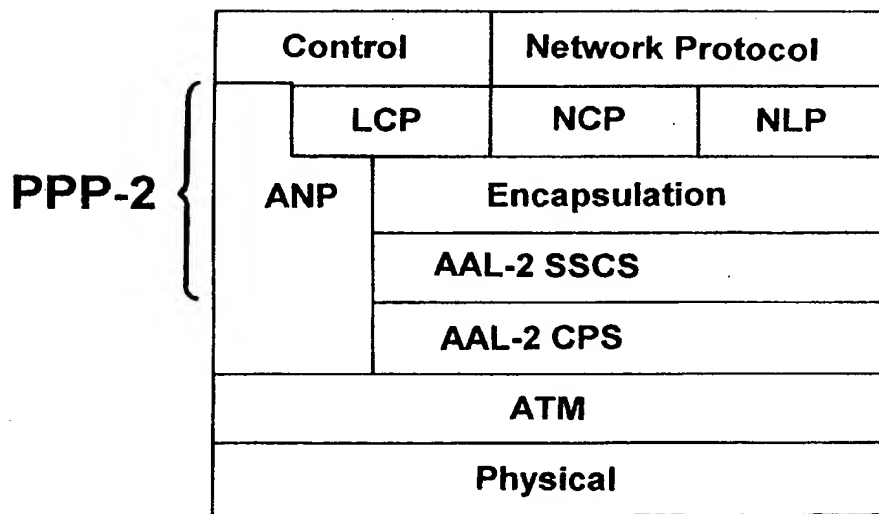 Control Network Protocol
LCP NCP NLP
PPP-2 ANP Encapsulation
AAL-2 SSCS
AAL-2 CPS
ATM
Physical